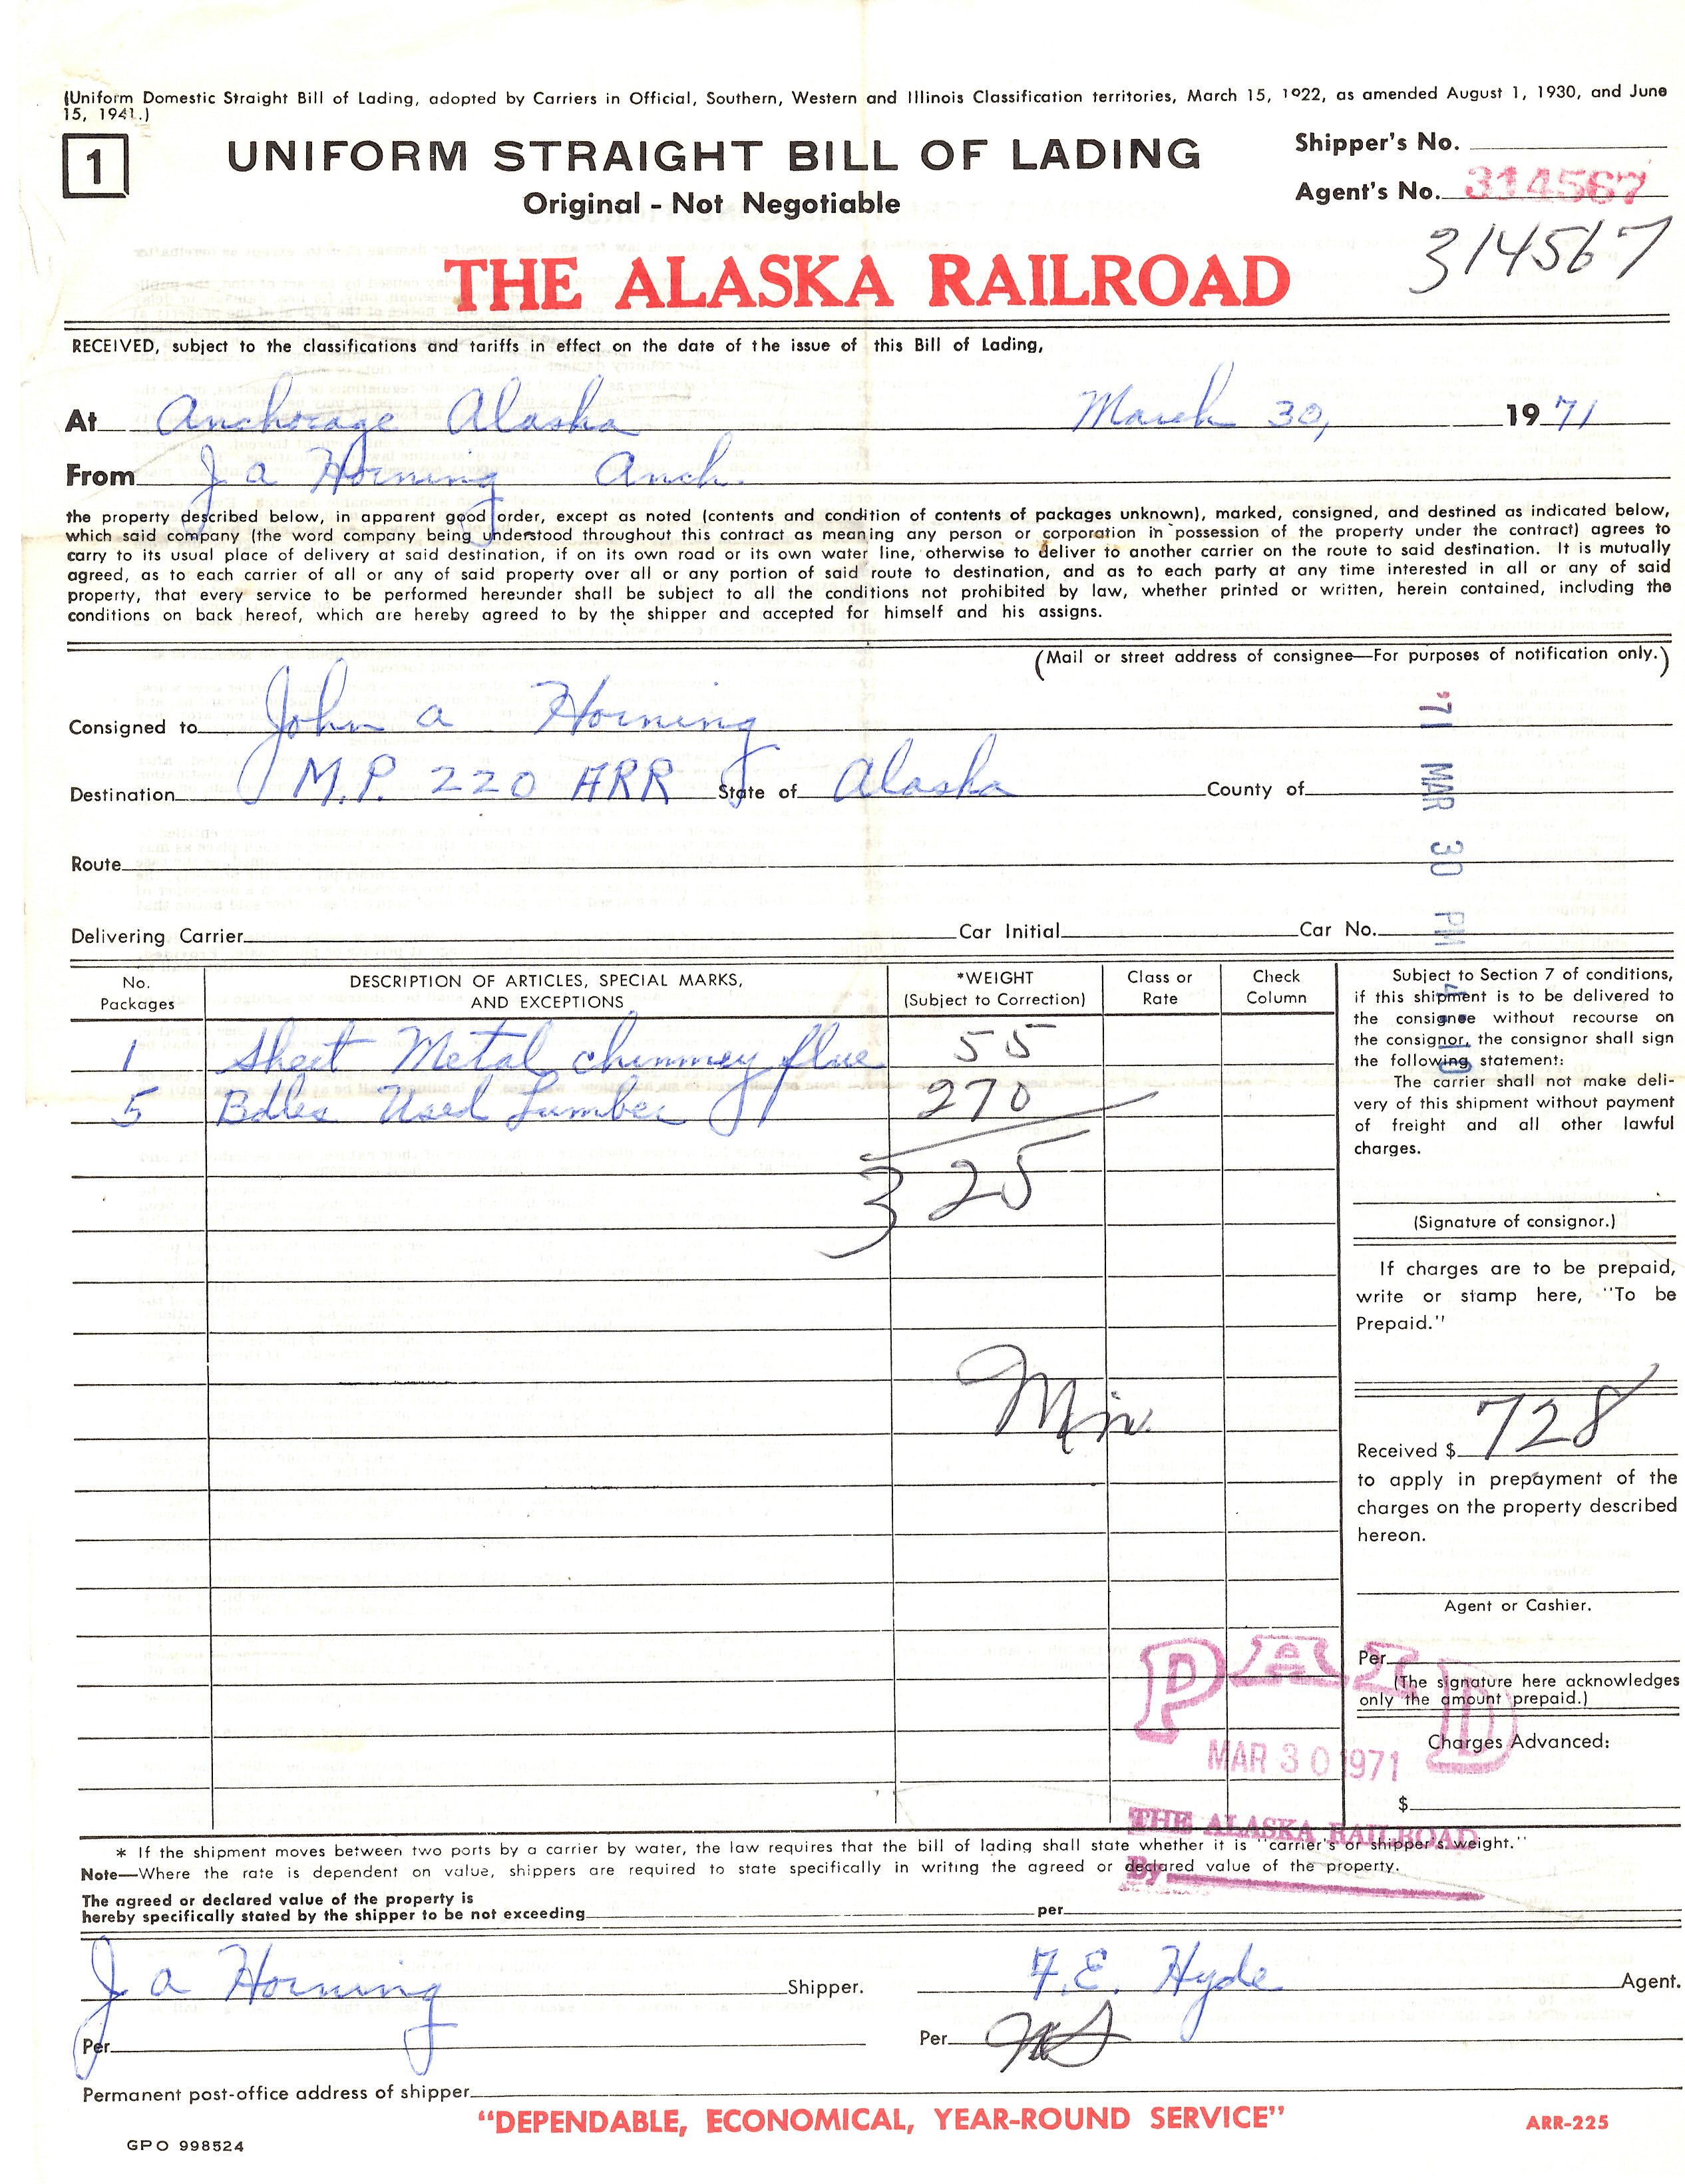 (Uniform Domestic Straight Bill of Lading, adopted by Carriers in Official, Southern, Western and Illinois Classification territories, March 15, 1922, as amended August 1, 1930, and June
15, 1941.)
1
UNIFORM STRAIGHT BILL OF LADING
Original - Not Negotiable
Shipper's No.
Agent's No. 314567
314567
THE ALASKA RAILROAD
RECEIVED, subject to the classifications and tariffs in effect on the date of the issue of this Bill of Lading,
At Anchorage Alaska March 30, 1971
From J a Horning Anch.
the property described below, in apparent good order, except as noted (contents and condition of contents of packages unknown), marked, consigned, and destined as indicated below,
which said company (the word company being understood throughout this contract as meaning any person or corporation in possession of the property under the contract) agrees to
carry to its usual place of delivery at said destination, if on its own road or its own water line, otherwise to deliver to another carrier on the route to said destination. It is mutually
agreed, as to each carrier of all or any of said property over all or any portion of said route to destination, and as to each party at any time interested in all or any of said
property, that every service to be performed hereunder shall be subject to all the conditions not prohibited by law, whether printed or written, herein contained, including the
conditions on back hereof, which are hereby agreed to by the shipper and accepted for himself and his assigns.
(Mail or street address of consignee—For purposes of notification only.)
Consigned to John a Horning
Destination M.P. 220 ARR State of Alaska County of
Route
Delivering Carrier Car Initial Car No.
'71 MAR 30 PM 4:10
No.
Packages
DESCRIPTION OF ARTICLES, SPECIAL MARKS,
AND EXCEPTIONS
*WEIGHT
(Subject to Correction)
Class or
Rate
Check
Column
1 Sheet Metal chimney flue 55
5 Bdles Used Lumber 270
325
Min.
Subject to Section 7 of conditions,
if this shipment is to be delivered to
the consignee without recourse on
the consignor, the consignor shall sign
the following statement:
The carrier shall not make deli-
very of this shipment without payment
of freight and all other lawful
charges.
(Signature of consignor.)
If charges are to be prepaid,
write or stamp here, "To be
Prepaid."
Received $ 728
to apply in prepayment of the
charges on the property described
hereon.
Agent or Cashier.
Per
(The signature here acknowledges
only the amount prepaid.)
Charges Advanced:
$
PAID
MAR 30 1971
THE ALASKA RAILROAD
By
* If the shipment moves between two ports by a carrier by water, the law requires that the bill of lading shall state whether it is "carrier's or shipper's weight."
Note—Where the rate is dependent on value, shippers are required to state specifically in writing the agreed or declared value of the property.
The agreed or declared value of the property is
hereby specifically stated by the shipper to be not exceeding per
J a Horning Shipper. F.E. Hyde Agent.
Per Per
Permanent post-office address of shipper
"DEPENDABLE, ECONOMICAL, YEAR-ROUND SERVICE"
ARR-225
GPO 998524